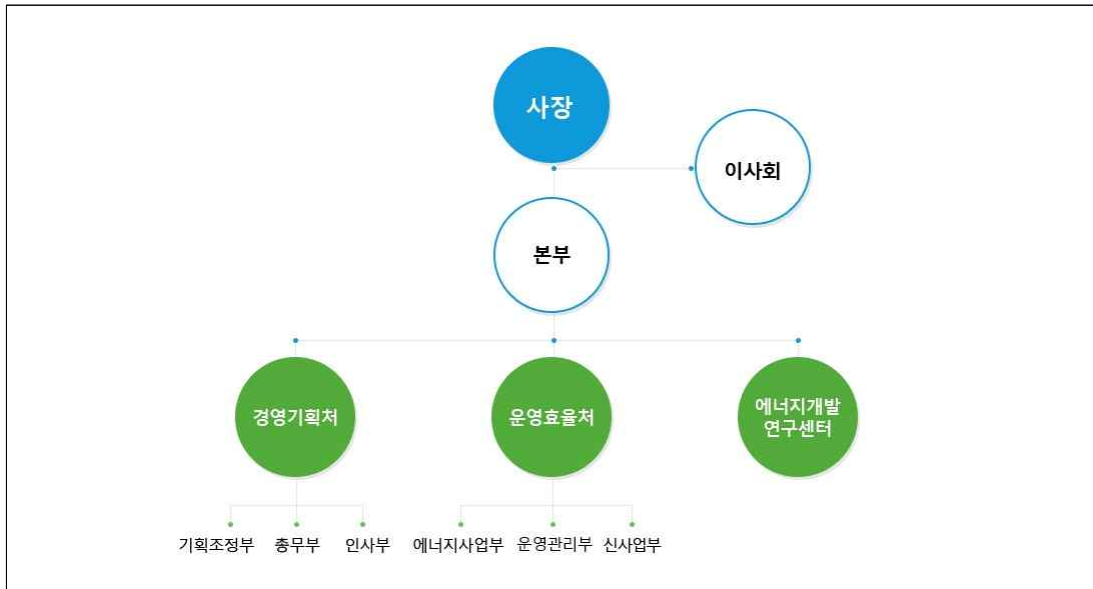 사장
이사회
본부
경영기획처
운영효율처
에너지개발
연구센터
기획조정부 총무부 인사부 에너지사업부 운영관리부 신사업부